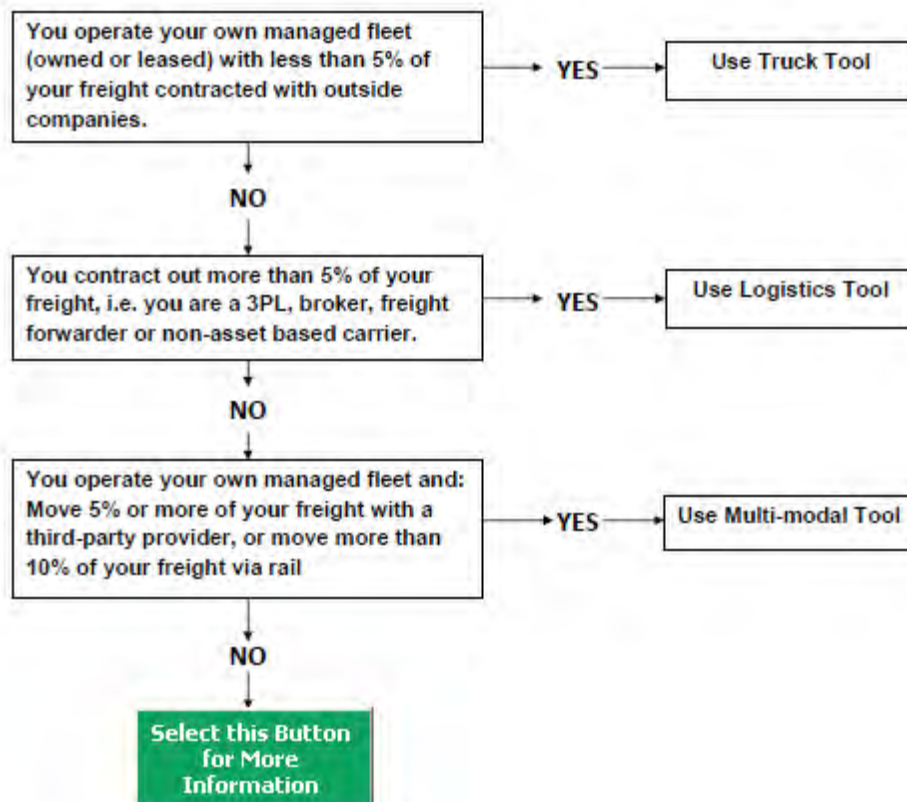 You operate your own managed fleet
(owned or leased) with less than 5% of
your freight contracted with outside
companies.
YES
Use Truck Tool
NO
You contract out more than 5% of your
freight, i.e. you are a 3PL, broker, freight
forwarder or non-asset based carrier.
YES
Use Logistics Tool
NO
You operate your own managed fleet and:
Move 5% or more of your freight with a
third-party provider, or move more than
10% of your freight via rail
YES
Use Multi-modal Tool
NO
Select this Button
for More
Information